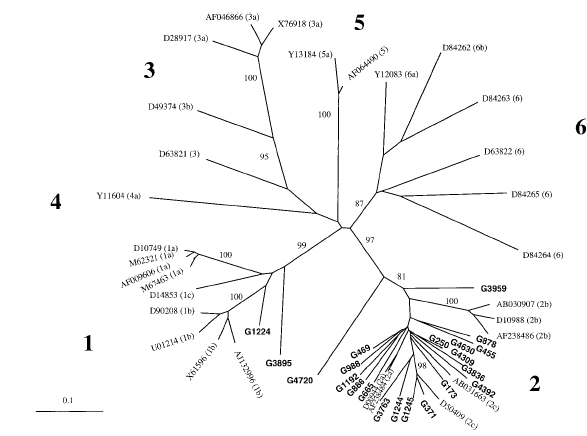 AF046866 (3a)
X76918 (3a)
5
D28917 (3a)
Y13184 (5a)
AF064490 (5)
D84262 (6b)
3
100
Y12083 (6a)
D49374 (3b)
100
D84263 (6)
6
D63821 (3)
95
D63822 (6)
4
Y11604 (4a)
87
D84265 (6)
99
97
D10749 (1a)
M62321 (1a)
AF009606 (1a)
M67463 (1a)
100
D84264 (6)
81
G3959
D14853 (1c)
100
100
AB030907 (2b)
D90208 (1b)
D10988 (2b)
AF238486 (2b)
1
U01214 (1b)
X61596 (1b)
AJ132996 (1b)
G1224
G3895
G4720
G469
G988
G1192
G866
G665
G3763
G1244
G1245
G371
98
D50409 (2c)
G173
AB031663 (2c)
G4392
G3836
G4309
G4630
G250
G455
G878
2
0.1